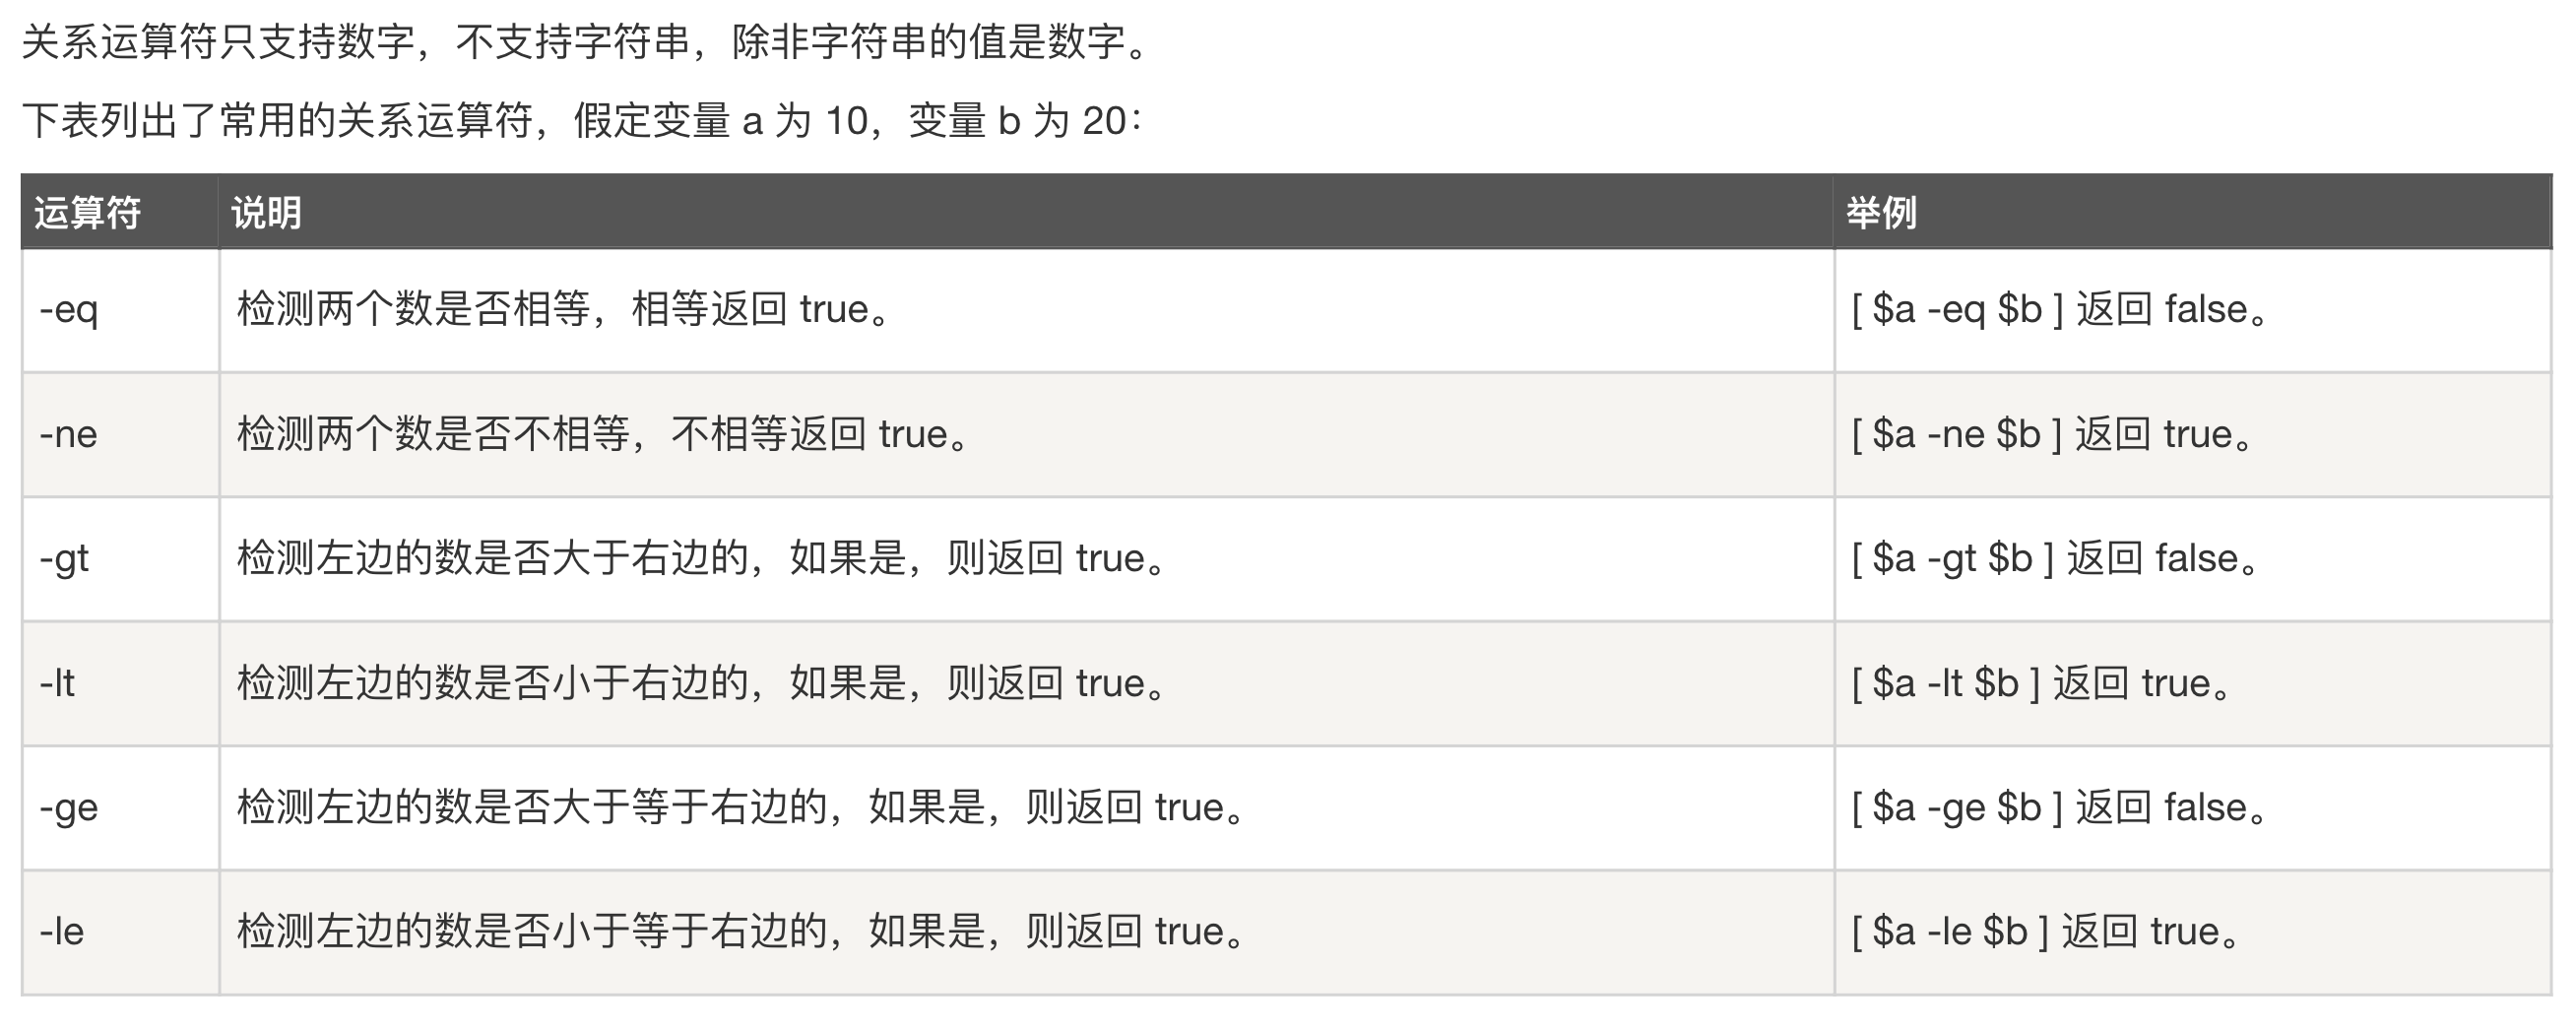 关系运算符只支持数字，不支持字符串，除非字符串的值是数字。
下表列出了常用的关系运算符，假定变量 a 为 10，变量 b 为 20：
运算符 说明 举例
-eq 检测两个数是否相等，相等返回 true。 [ $a -eq $b ] 返回 false。
-ne 检测两个数是否不相等，不相等返回 true。 [ $a -ne $b ] 返回 true。
-gt 检测左边的数是否大于右边的，如果是，则返回 true。 [ $a -gt $b ] 返回 false。
-lt 检测左边的数是否小于右边的，如果是，则返回 true。 [ $a -lt $b ] 返回 true。
-ge 检测左边的数是否大于等于右边的，如果是，则返回 true。 [ $a -ge $b ] 返回 false。
-le 检测左边的数是否小于等于右边的，如果是，则返回 true。 [ $a -le $b ] 返回 true。